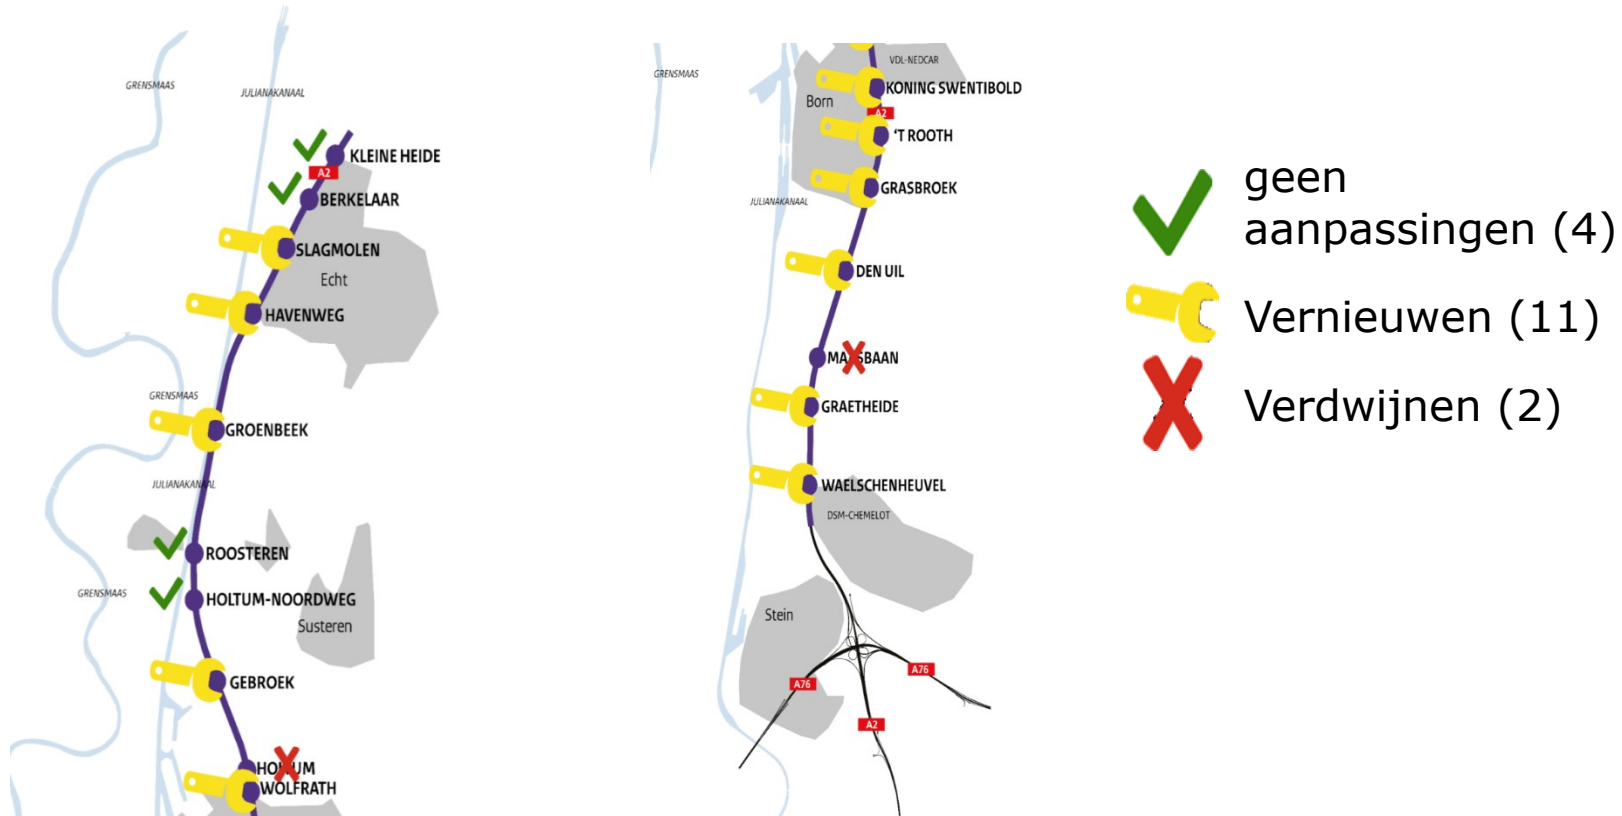 GRENSMAAS
JULIANAKANAAL
KLEINE HEIDE
A2
BERKELAAR
SLAGMOLEN
Echt
HAVENWEG
GRENSMAAS
GROENBEEK
JULIANAKANAAL
ROOSTEREN
GRENSMAAS
HOLTUM-NOORDWEG
Susteren
GEBROEK
HOLTUM
WOLFRATH
VDL-NEDCAR
GRENSMAAS
KONING SWENTIBOLD
Born
A2
'T ROOTH
GRASBROEK
JULIANAKANAAL
DEN UIL
MAASBAAN
GRAETHEIDE
WAELSCHENHEUVEL
DSM-CHEMELOT
Stein
A76
A76
A2
geen
aanpassingen (4)
Vernieuwen (11)
Verdwijnen (2)